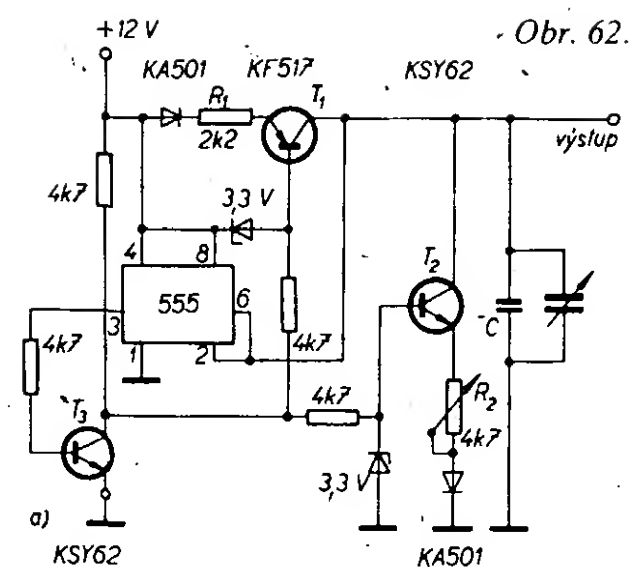 Obr. 62.
+12 V
KA501 KF517 KSY62
R₁ T₁
2k2
výstup
4k7
3,3 V
4 8
T₂
555
3 6
C
1 2
4k7
4k7
R₂
4k7
4k7
T₃
3,3 V
a)
KSY62
KA501